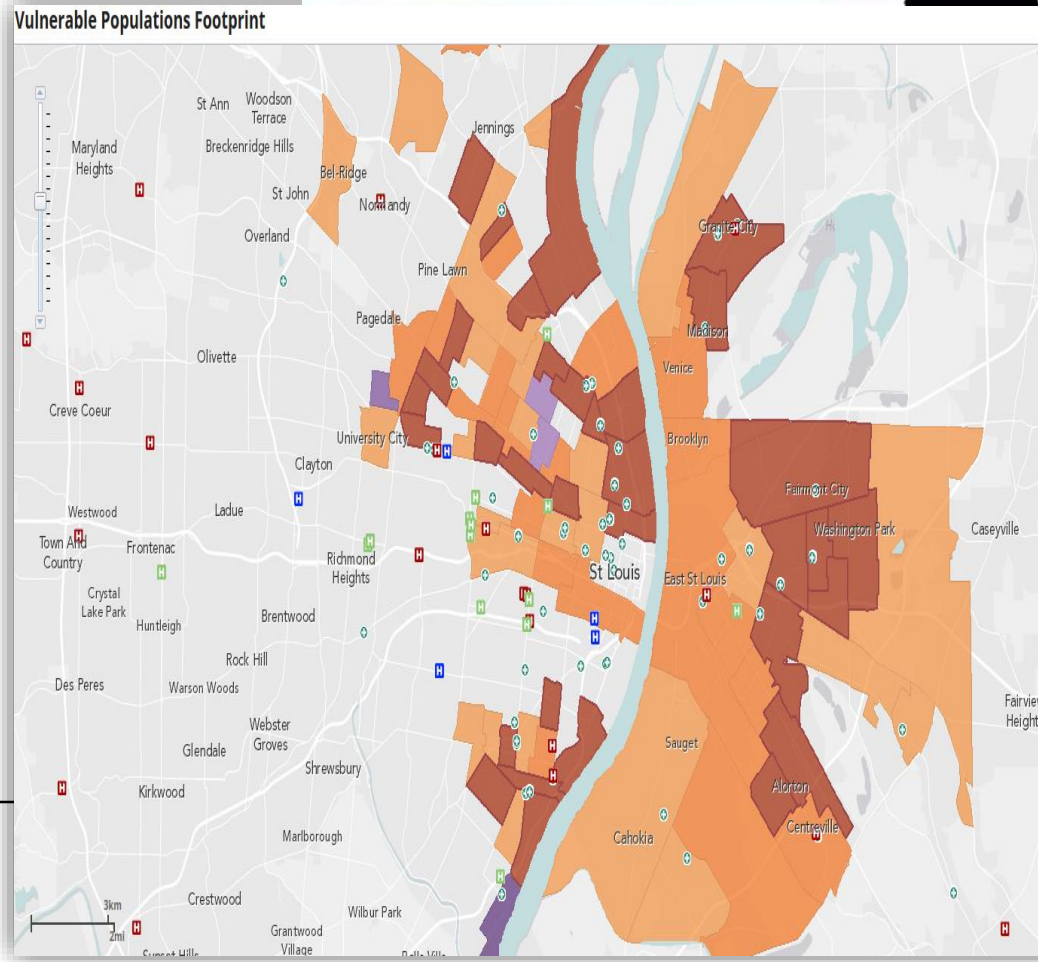 Vulnerable Populations Footprint
St Ann
Woodson
Terrace
Maryland
Heights
Breckenridge Hills
Jennings
Bel-Ridge
St John
Normandy
Overland
Granite City
Pine Lawn
Pagedale
Madison
Olivette
Venice
Creve Coeur
University City
Brooklyn
Clayton
Fairmont City
Westwood
Ladue
Washington Park
Caseyville
Town And
Country
Frontenac
Richmond
Heights
St Louis
East St Louis
Crystal
Lake Park
Huntleigh
Brentwood
Rock Hill
Des Peres
Warson Woods
Fairview
Height
Webster
Groves
Sauget
Glendale
Shrewsbury
Kirkwood
Alorton
Centreville
Marlborough
Cahokia
Crestwood
3km
Wilbur Park
2mi
Grantwood
Village
Sunset Hills